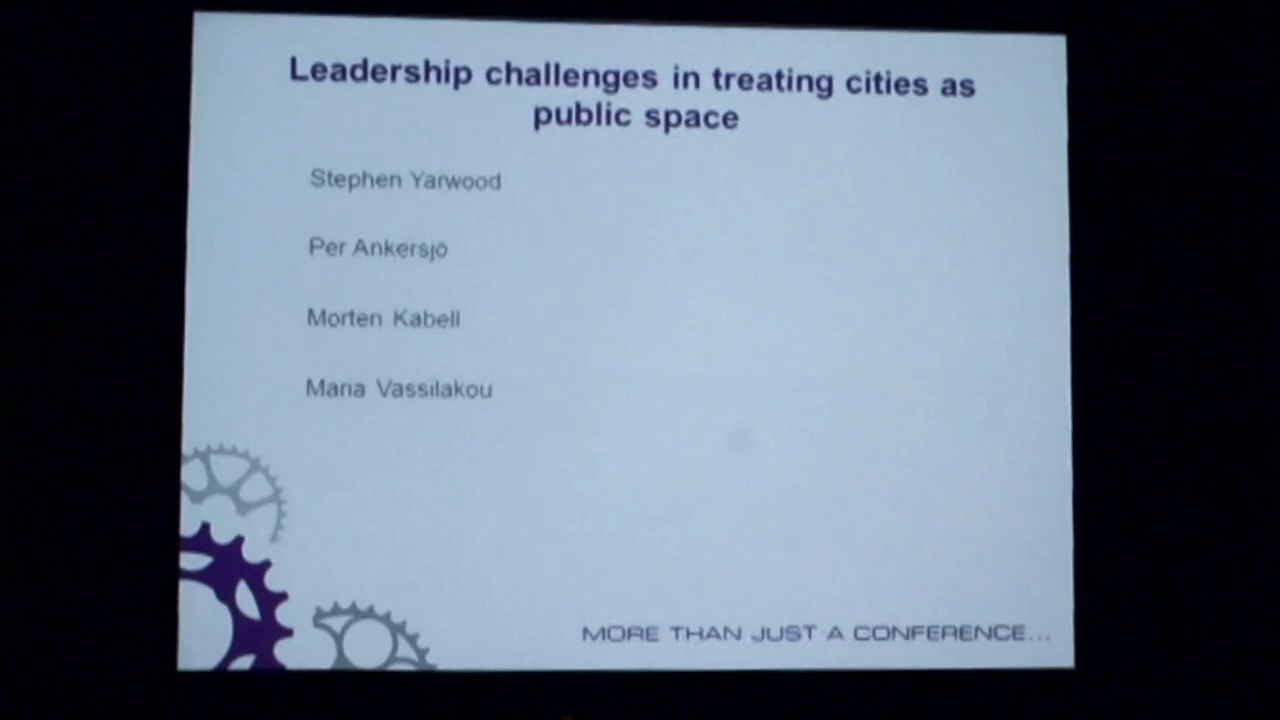 Leadership challenges in treating cities as
public space
Stephen Yarwood
Per Ankersjo
Morten Kabell
Maria Vassilakou
MORE THAN JUST A CONFERENCE...